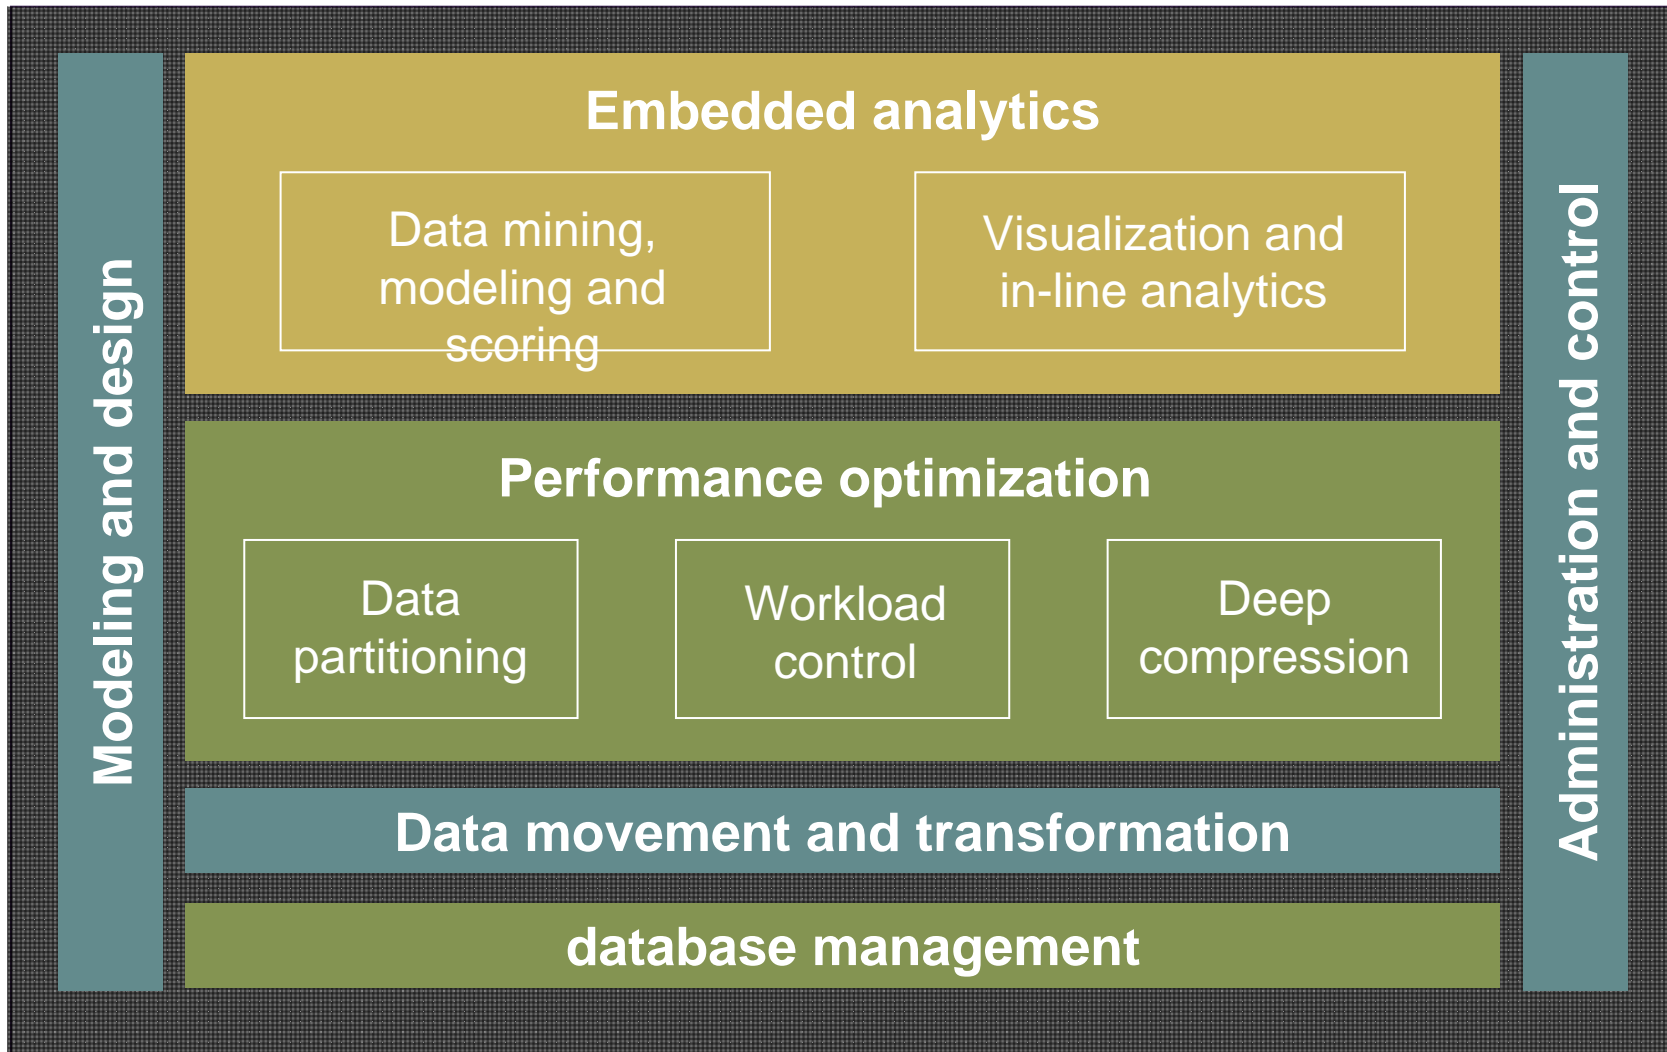 Modeling and design
Embedded analytics
Data mining,
modeling and
scoring
Visualization and
in-line analytics
Performance optimization
Data
partitioning
Workload
control
Deep
compression
Data movement and transformation
database management
Administration and control